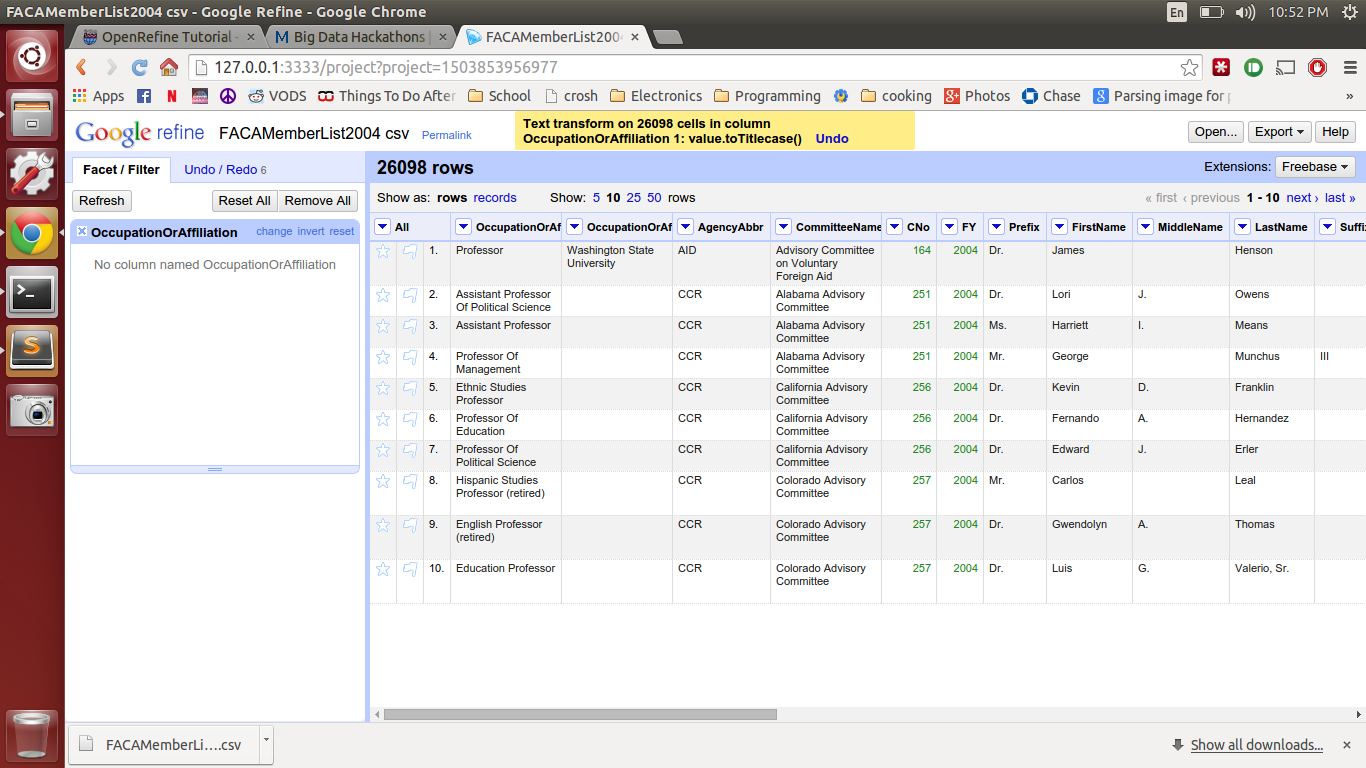 FACAMemberList2004 csv - Google Refine - Google Chrome
En
10:52 PM
OpenRefine Tutorial -
Big Data Hackathons |
FACAMemberList200
127.0.0.1:3333/project?project=1503853956977
Apps
VODS
Things To Do After
School
crosh
Electronics
Programming
cooking
Photos
Chase
Parsing image for
»
Google refine
FACAMemberList2004 csv
Permalink
Text transform on 26098 cells in column
OccupationOrAffiliation 1: value.toTitlecase() Undo
Open...
Export
Help
Facet / Filter
Undo / Redo 6
26098 rows
Extensions:
Freebase
Refresh
Reset All
Remove All
Show as: rows records
Show: 5 10 25 50 rows
« first ‹ previous 1 - 10 next › last »
OccupationOrAffiliation
change invert reset
No column named OccupationOrAffiliation
All OccupationOrAf OccupationOrAf AgencyAbbr CommitteeName CNo FY Prefix FirstName MiddleName LastName Suffi
1. Professor Washington State AID Advisory Committee 164 2004 Dr. James Henson
University on Voluntary
Foreign Aid
2. Assistant Professor CCR Alabama Advisory 251 2004 Dr. Lori J. Owens
Of Political Science Committee
3. Assistant Professor CCR Alabama Advisory 251 2004 Ms. Harriett I. Means
Committee
4. Professor Of CCR Alabama Advisory 251 2004 Mr. George Munchus III
Management Committee
5. Ethnic Studies CCR California Advisory 256 2004 Dr. Kevin D. Franklin
Professor Committee
6. Professor Of CCR California Advisory 256 2004 Dr. Fernando A. Hernandez
Education Committee
7. Professor Of CCR California Advisory 256 2004 Dr. Edward J. Erler
Political Science Committee
8. Hispanic Studies CCR Colorado Advisory 257 2004 Mr. Carlos Leal
Professor (retired) Committee
9. English Professor CCR Colorado Advisory 257 2004 Dr. Gwendolyn A. Thomas
(retired) Committee
10. Education Professor CCR Colorado Advisory 257 2004 Dr. Luis G. Valerio, Sr.
Committee
FACAMemberLi....csv
Show all downloads...